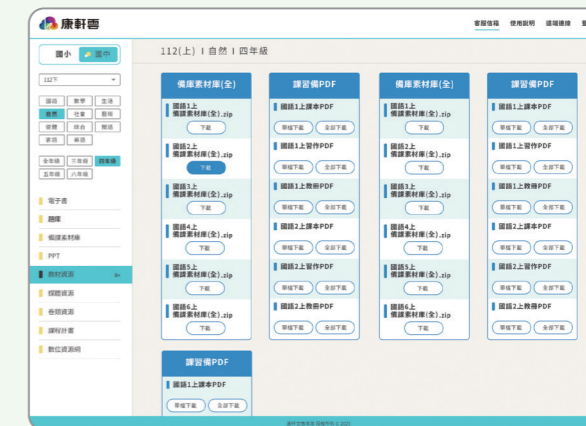 康軒雲
客服信箱 使用說明 遠端連線
國小 國中
112(上) | 自然 | 四年級
112下
國語 數學 生活
自然 社會 藝術
健體 綜合 閩語
客語 英語
全年級 三年級 四年級
五年級 六年級
電子書
題庫
備課素材庫
PPT
教材資源
媒體資源
卷類資源
課程計畫
數位資源網
備庫素材庫(全)
國語1上
備課素材庫(全).zip
下載
國語2上
備課素材庫(全).zip
下載
國語3上
備課素材庫(全).zip
下載
國語4上
備課素材庫(全).zip
下載
國語5上
備課素材庫(全).zip
下載
國語6上
備課素材庫(全).zip
下載
課習備PDF
國語1上課本PDF
單檔下載 全部下載
國語1上習作PDF
單檔下載 全部下載
國語1上教冊PDF
單檔下載 全部下載
國語2上課本PDF
單檔下載 全部下載
國語2上習作PDF
單檔下載 全部下載
國語2上教冊PDF
單檔下載 全部下載
備庫素材庫(全)
國語1上
備課素材庫(全).zip
下載
國語2上
備課素材庫(全).zip
下載
國語3上
備課素材庫(全).zip
下載
國語4上
備課素材庫(全).zip
下載
國語5上
備課素材庫(全).zip
下載
國語6上
備課素材庫(全).zip
下載
課習備PDF
國語1上課本PDF
單檔下載 全部下載
國語1上習作PDF
單檔下載 全部下載
國語1上教冊PDF
單檔下載 全部下載
國語2上課本PDF
單檔下載 全部下載
國語2上習作PDF
單檔下載 全部下載
國語2上教冊PDF
單檔下載 全部下載
課習備PDF
國語1上課本PDF
單檔下載 全部下載